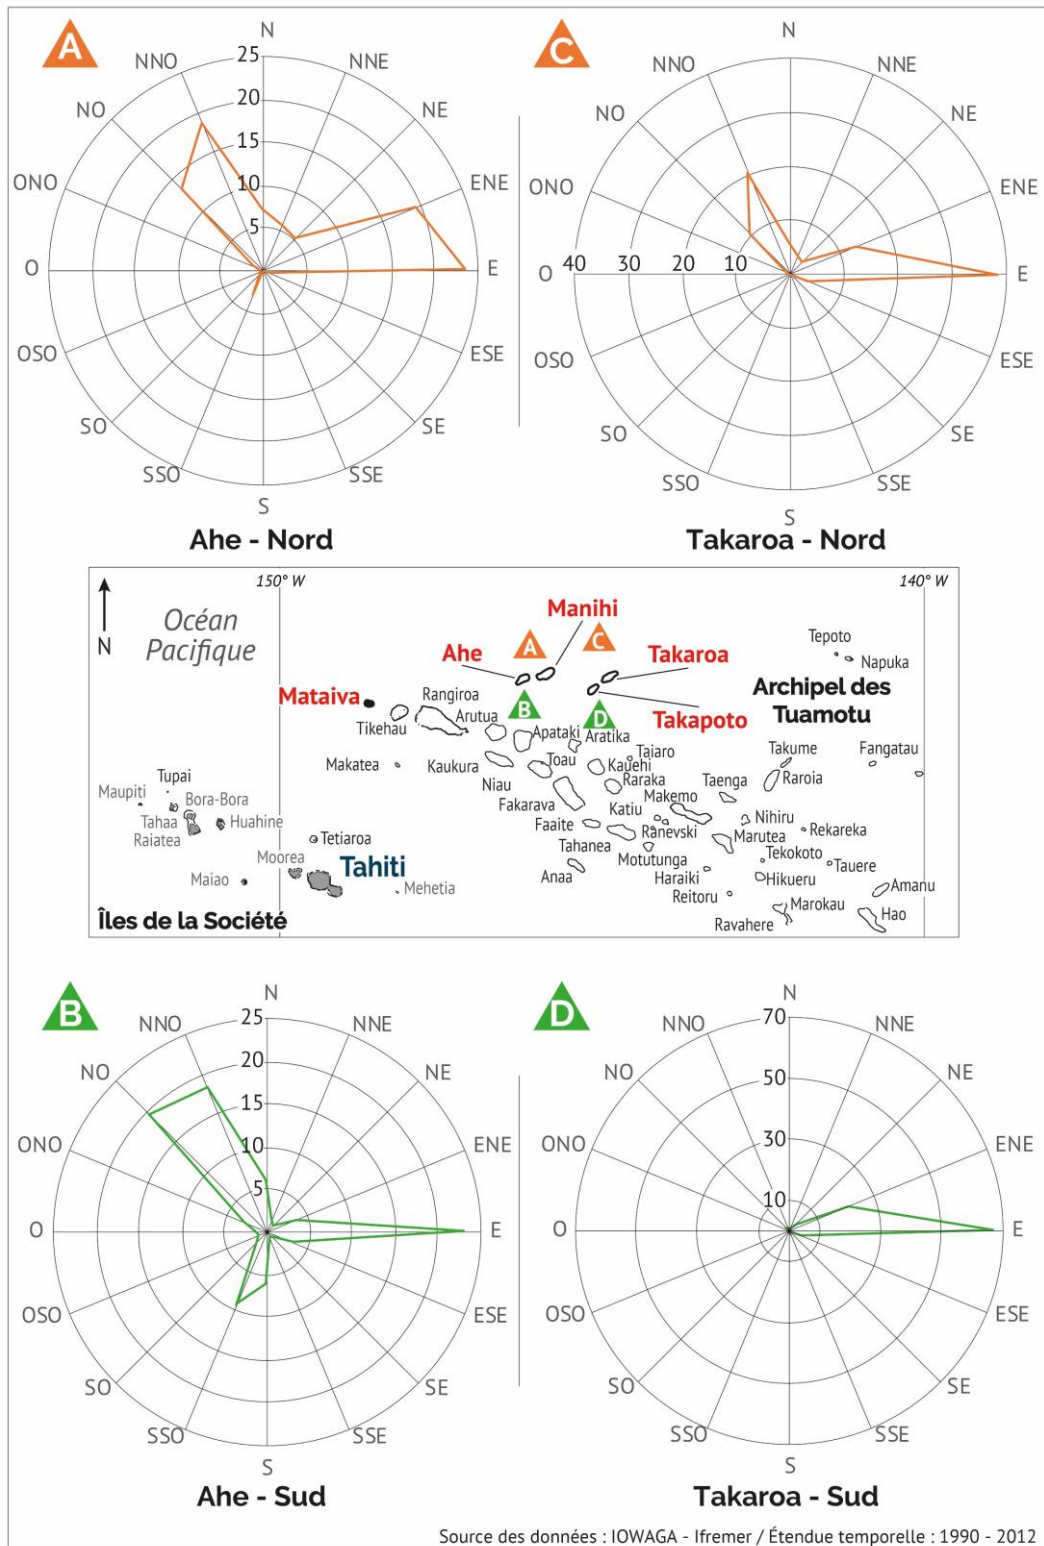 A
N
NNO
NNE
NO
NE
ONO
ENE
O
E
OSO
ESE
SO
SE
SSO
SSE
S
25
20
15
10
5
Ahe - Nord
C
N
NNO
NNE
NO
NE
ONO
ENE
O
40 30 20 10
E
OSO
ESE
SO
SE
SSO
SSE
S
Takaroa - Nord
150° W
140° W
N
Océan
Pacifique
Manihi
A
C
Ahe
Takaroa
Tepoto
Napuka
Mataiva
Rangiroa
B
D
Takapoto
Archipel des
Tuamotu
Tikehau
Arutua
Apataki
Aratika
Makatea
Kaukura
Toau
Kauehi
Taiaro
Takume
Fangatau
Niau
Raraka
Taenga
Raroia
Maupiti
Tupai
Bora-Bora
Fakarava
Katiu
Makemo
Tahaa
Huahine
Raiatea
Faaite
Ranevski
Nihiru
Rekareka
Tetiaroa
Tahanea
Marutea
Moorea
Tahiti
Motutunga
Tekokoto
Tauere
Maiao
Mehetia
Anaa
Haraiki
Hikueru
Amanu
Reitoru
Marokau
Hao
Îles de la Société
Ravahere
B
N
NNO
NNE
NO
NE
ONO
ENE
O
E
OSO
ESE
SO
SE
SSO
SSE
S
25
20
15
10
5
Ahe - Sud
D
N
NNO
NNE
NO
NE
ONO
ENE
O
E
OSO
ESE
SO
SE
SSO
SSE
S
70
50
30
10
Takaroa - Sud
Source des données : IOWAGA - Ifremer / Étendue temporelle : 1990 - 2012